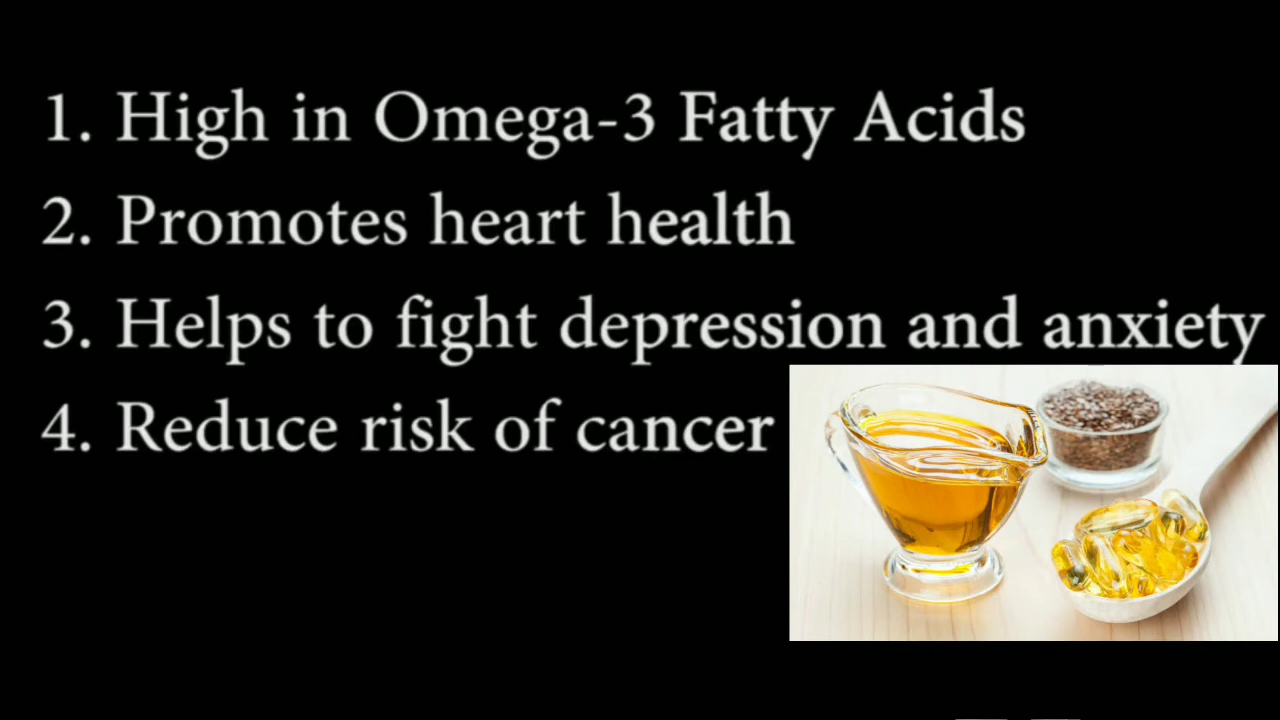 1. High in Omega-3 Fatty Acids
2. Promotes heart health
3. Helps to fight depression and anxiety
4. Reduce risk of cancer